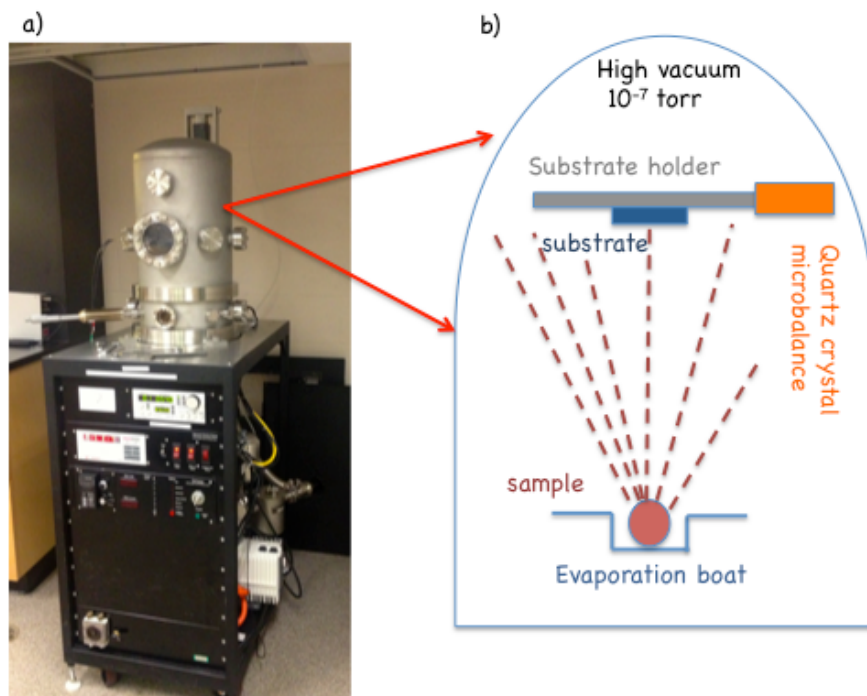 a)
b)
High vacuum
10⁻⁷ torr
Substrate holder
substrate
Quartz crystal
microbalance
sample
Evaporation boat